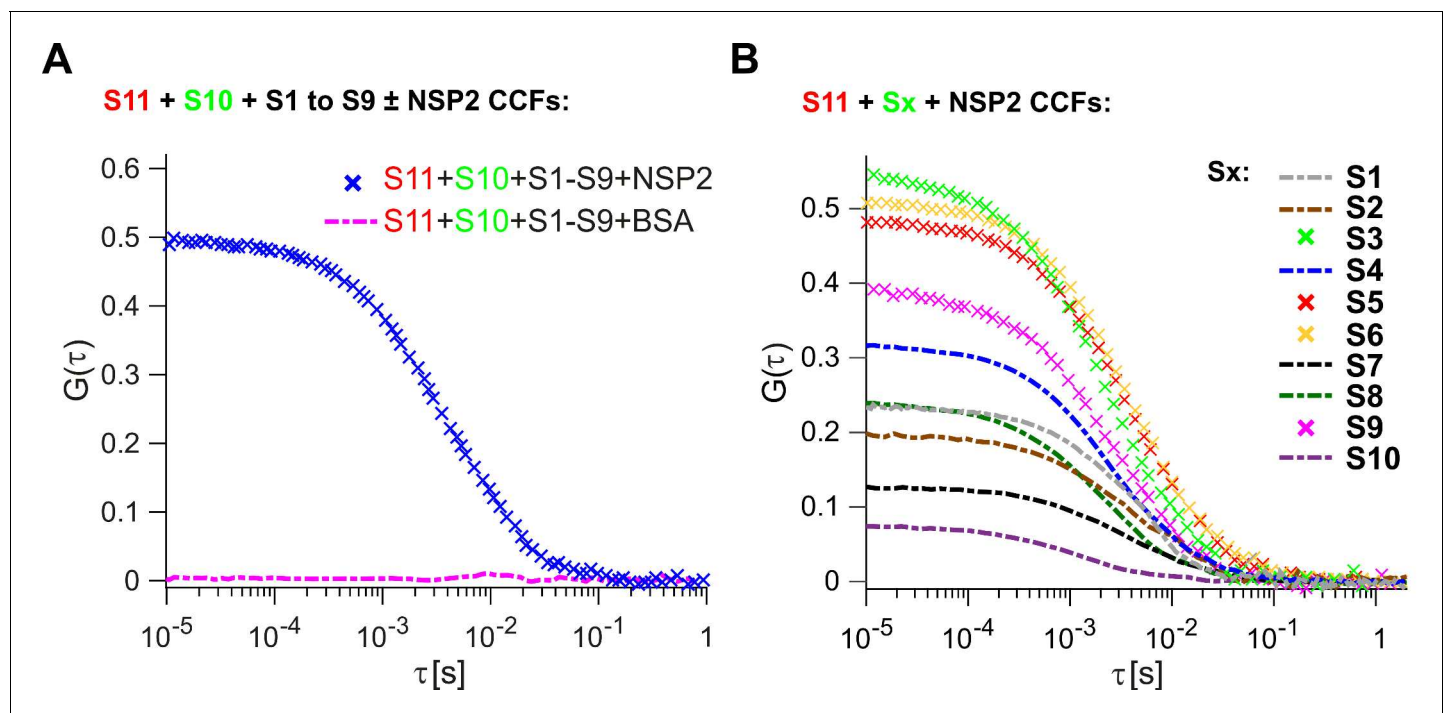 A
S11 + S10 + S1 to S9 ± NSP2 CCFs:
S11+S10+S1-S9+NSP2
S11+S10+S1-S9+BSA
G(τ)
0.6
0.5
0.4
0.3
0.2
0.1
0
10-5
10-4
10-3
10-2
10-1
1
τ[s]
B
S11 + Sx + NSP2 CCFs:
Sx:
S1
S2
S3
S4
S5
S6
S7
S8
S9
S10
G(τ)
0.5
0.4
0.3
0.2
0.1
0
10-5
10-4
10-3
10-2
10-1
1
τ[s]